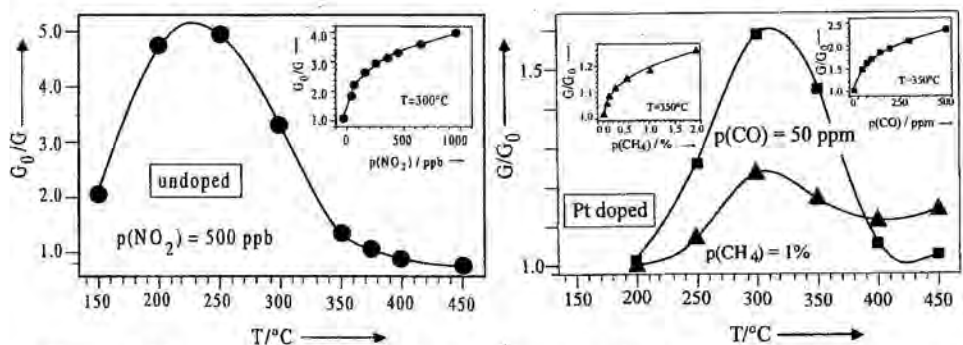 G₀/G
5.0
4.0
3.0
2.0
1.0
150 200 250 300 350 400 450
T/°C
undoped
p(NO₂) = 500 ppb
G₀/G
4.0
3.0
2.0
1.0
T=300°C
0 500 1000
p(NO₂) / ppb
G/G₀
1.5
1.0
150 200 250 300 350 400 450
T/°C
Pt doped
p(CO) = 50 ppm
p(CH₄) = 1%
G/G₀
1.2
1.1
1.0
T=350°C
0.0 0.5 1.0 1.5 2.0
p(CH₄) / %
G/G₀
2.5
2.0
1.5
1.0
T=350°C
0 250 500
p(CO) / ppm